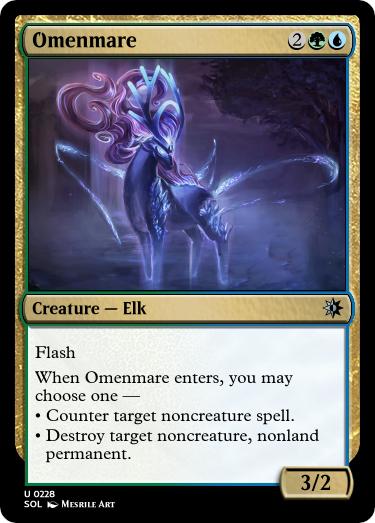 Omenmare 2
Creature — Elk
Flash
When Omenmare enters, you may
choose one —
• Counter target noncreature spell.
• Destroy target noncreature, nonland
permanent.
3/2
U 0228
SOL Mesrile Art